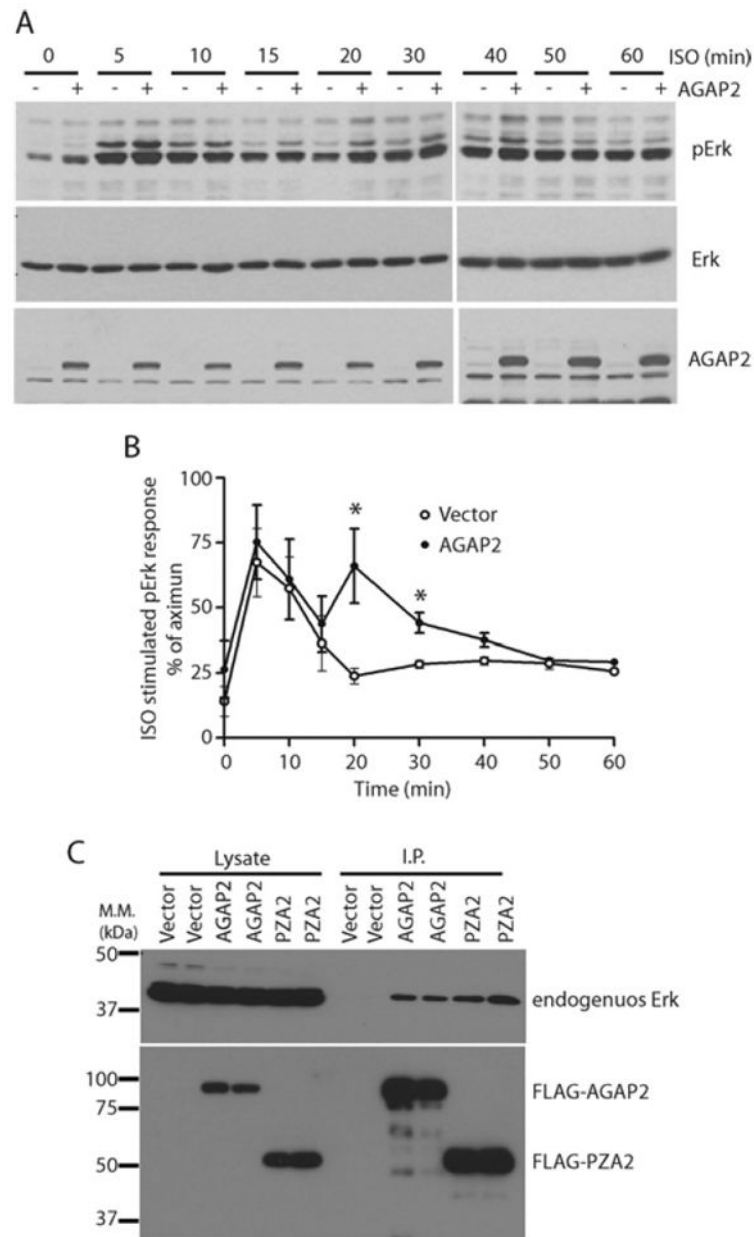 A
0 5 10 15 20 30 40 50 60 ISO (min)
- + - + - + - + - + - + - + - + - + AGAP2
pErk
Erk
AGAP2
B
ISO stimulated pErk response
% of aximun
100
75
50
25
0
* *
Vector
AGAP2
0 10 20 30 40 50 60
Time (min)
C
Lysate I.P.
M.M.
(kDa)
Vector Vector AGAP2 AGAP2 PZA2 PZA2 Vector Vector AGAP2 AGAP2 PZA2 PZA2
50
37
endogenuos Erk
100
75
50
37
FLAG-AGAP2
FLAG-PZA2